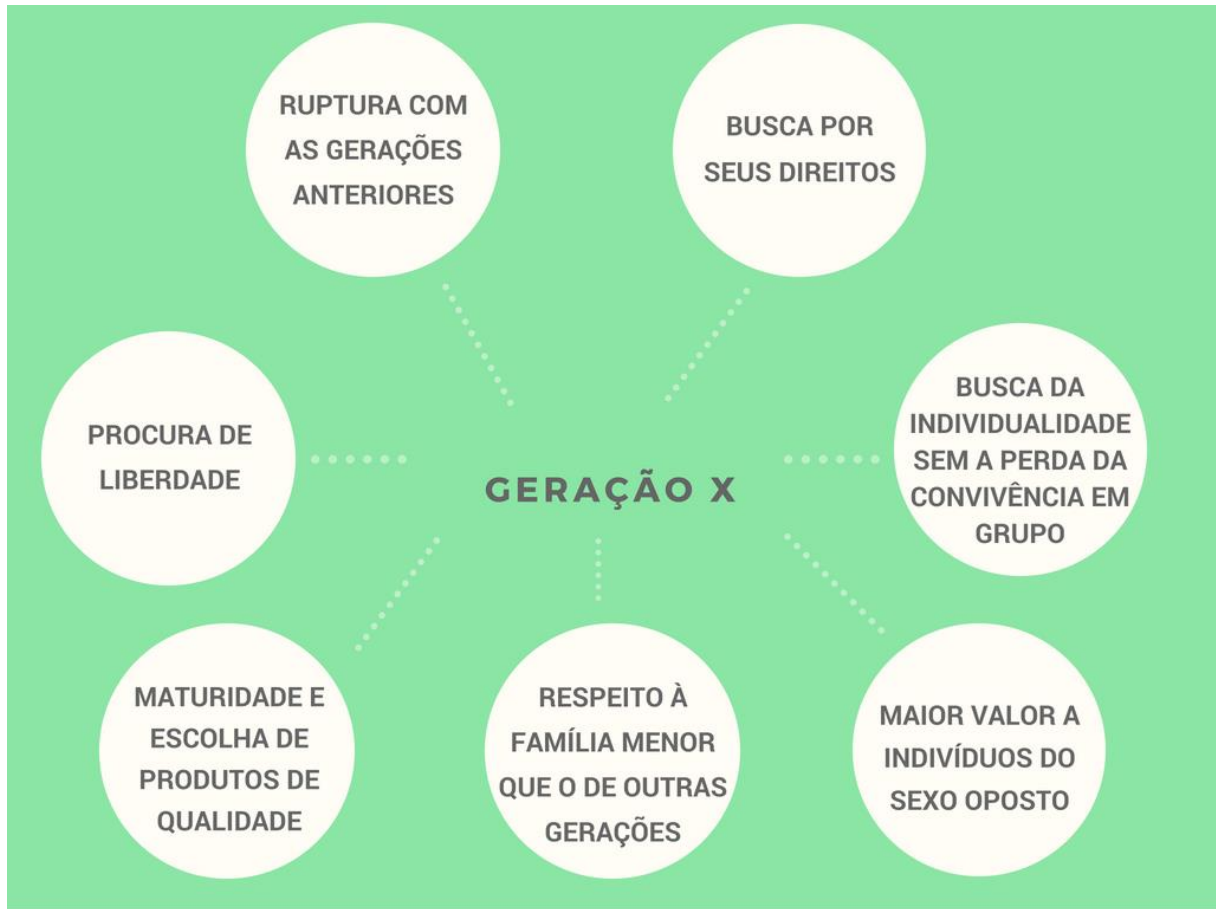 RUPTURA COM
AS GERAÇÕES
ANTERIORES
BUSCA POR
SEUS DIREITOS
PROCURA DE
LIBERDADE
GERAÇÃO X
BUSCA DA
INDIVIDUALIDADE
SEM A PERDA DA
CONVIVÊNCIA EM
GRUPO
MATURIDADE E
ESCOLHA DE
PRODUTOS DE
QUALIDADE
RESPEITO À
FAMÍLIA MENOR
QUE O DE OUTRAS
GERAÇÕES
MAIOR VALOR A
INDIVÍDUOS DO
SEXO OPOSTO